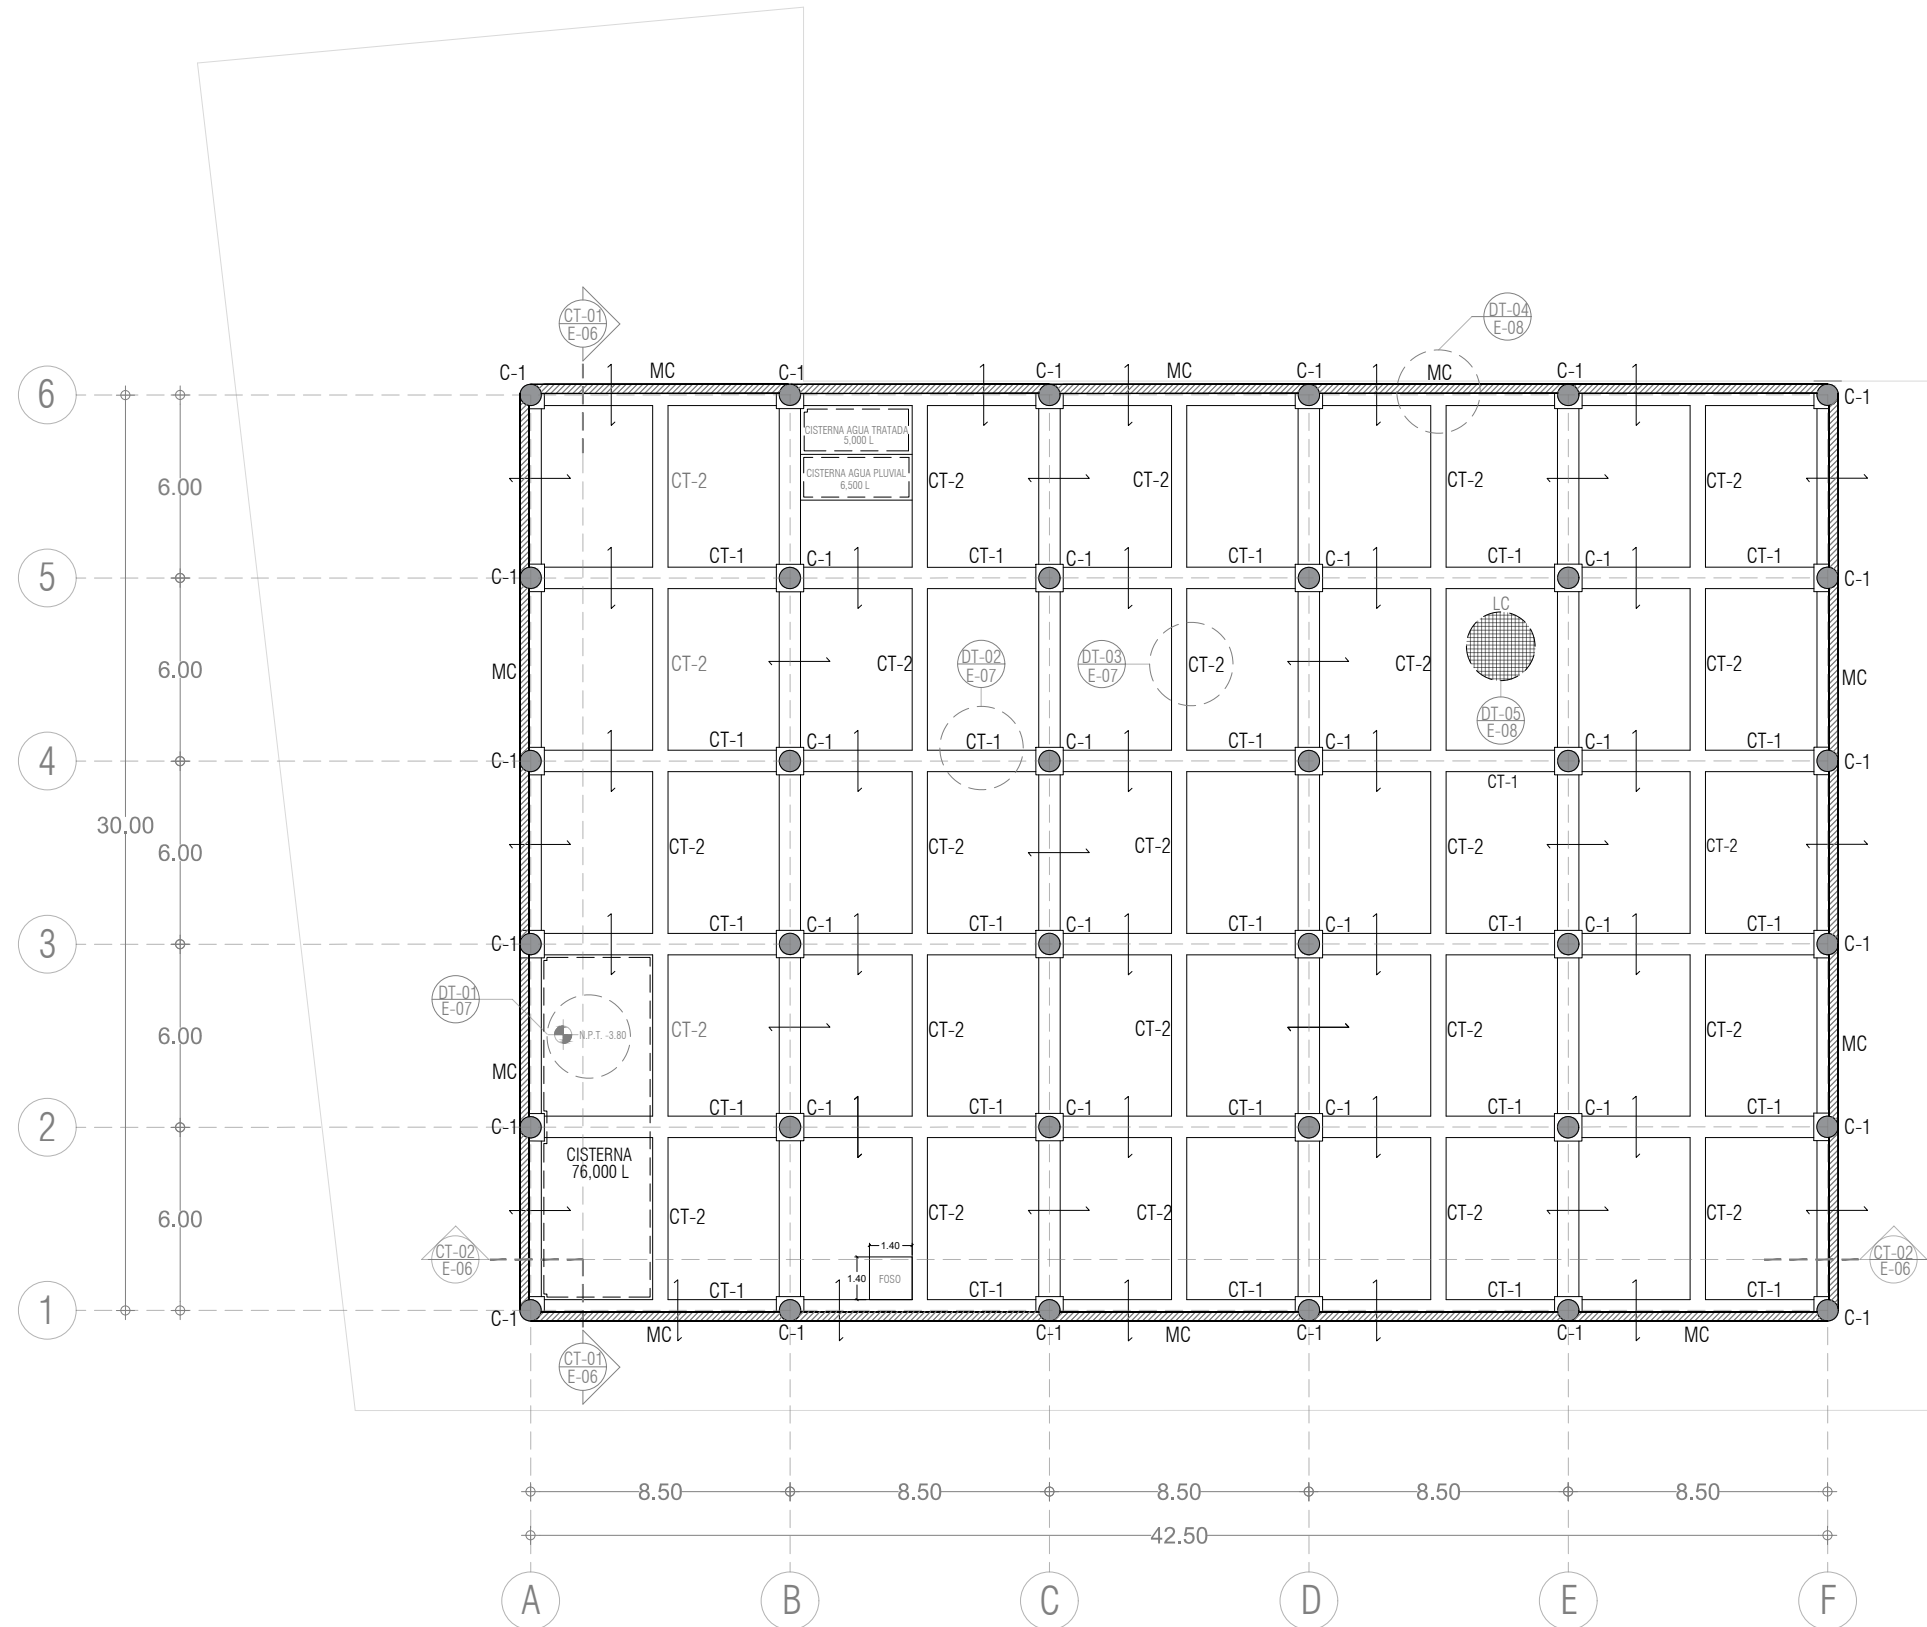 CT-01
E-06
DT-04
E-08
C-1 MC C-1 C-1 MC C-1 MC C-1
6 C-1
CISTERNA AGUA TRATADA
5,000 L
CISTERNA AGUA PLUVIAL
6,500 L
6.00 CT-2 CT-2 CT-2 CT-2 CT-2
CT-1 C-1 CT-1 C-1 CT-1 C-1 CT-1 C-1 CT-1
5 C-1 C-1
LC
6.00 MC CT-2 CT-2 DT-02 DT-03 CT-2 CT-2 CT-2 MC
E-07 E-07
DT-05
E-08
CT-1 C-1 CT-1 C-1 CT-1 C-1 C-1 CT-1
4 C-1 C-1
CT-1
30.00
6.00 CT-2 CT-2 CT-2 CT-2 CT-2
CT-1 C-1 CT-1 C-1 CT-1 C-1 CT-1 C-1 CT-1
3 C-1 C-1
DT-01
E-07
6.00 N.P.T. -3.80 CT-2 CT-2 CT-2 CT-2 CT-2 MC
MC
CT-1 C-1 CT-1 C-1 CT-1 C-1 CT-1 C-1 CT-1
2 C-1 C-1
CISTERNA
76,000 L
6.00 CT-2 CT-2 CT-2 CT-2 CT-2
1.40
CT-02 CT-02
E-06 E-06
1.40 FOSO
CT-1 CT-1 CT-1 CT-1 CT-1
1 C-1 C-1
MC C-1 C-1 MC C-1 C-1 MC
CT-01
E-06
8.50 8.50 8.50 8.50 8.50
42.50
A B C D E F